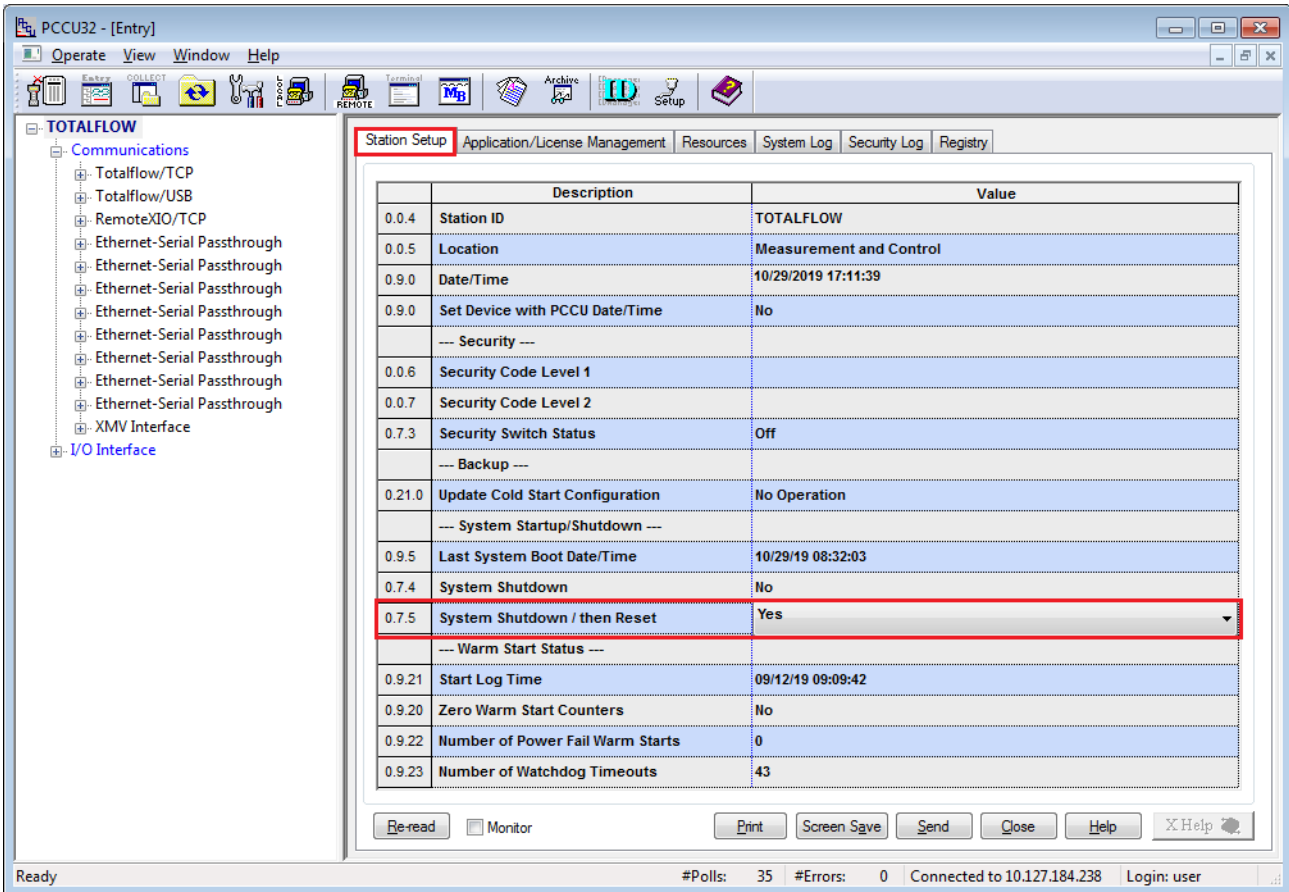 PCCU32 - [Entry]
Operate View Window Help
Entry COLLECT LOCAL REMOTE Terminal MB Archive ID Manager Setup
TOTALFLOW
Communications
Totalflow/TCP
Totalflow/USB
RemoteXIO/TCP
Ethernet-Serial Passthrough
Ethernet-Serial Passthrough
Ethernet-Serial Passthrough
Ethernet-Serial Passthrough
Ethernet-Serial Passthrough
Ethernet-Serial Passthrough
Ethernet-Serial Passthrough
Ethernet-Serial Passthrough
XMV Interface
I/O Interface
Station Setup Application/License Management Resources System Log Security Log Registry
Description Value
0.0.4 Station ID TOTALFLOW
0.0.5 Location Measurement and Control
0.9.0 Date/Time 10/29/2019 17:11:39
0.9.0 Set Device with PCCU Date/Time No
--- Security ---
0.0.6 Security Code Level 1
0.0.7 Security Code Level 2
0.7.3 Security Switch Status Off
--- Backup ---
0.21.0 Update Cold Start Configuration No Operation
--- System Startup/Shutdown ---
0.9.5 Last System Boot Date/Time 10/29/19 08:32:03
0.7.4 System Shutdown No
0.7.5 System Shutdown / then Reset Yes
--- Warm Start Status ---
0.9.21 Start Log Time 09/12/19 09:09:42
0.9.20 Zero Warm Start Counters No
0.9.22 Number of Power Fail Warm Starts 0
0.9.23 Number of Watchdog Timeouts 43
Re-read Monitor Print Screen Save Send Close Help X Help
Ready #Polls: 35 #Errors: 0 Connected to 10.127.184.238 Login: user